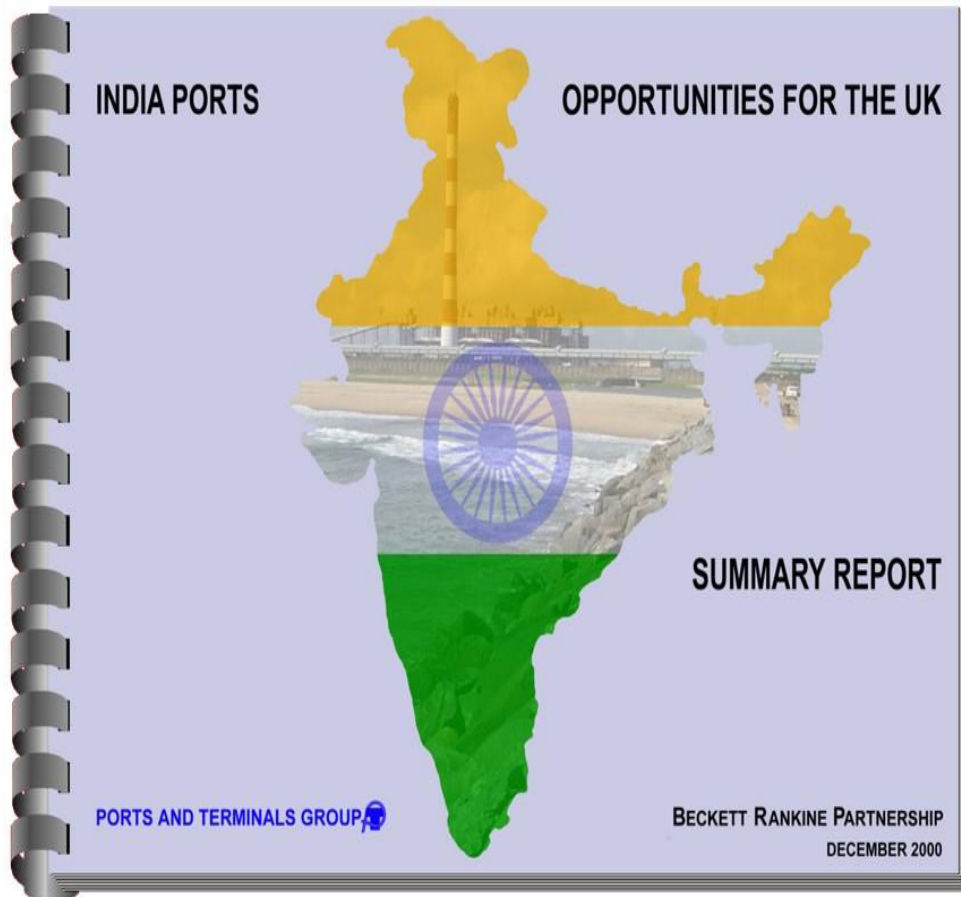 INDIA PORTS
OPPORTUNITIES FOR THE UK
SUMMARY REPORT
PORTS AND TERMINALS GROUP
BECKETT RANKINE PARTNERSHIP
DECEMBER 2000